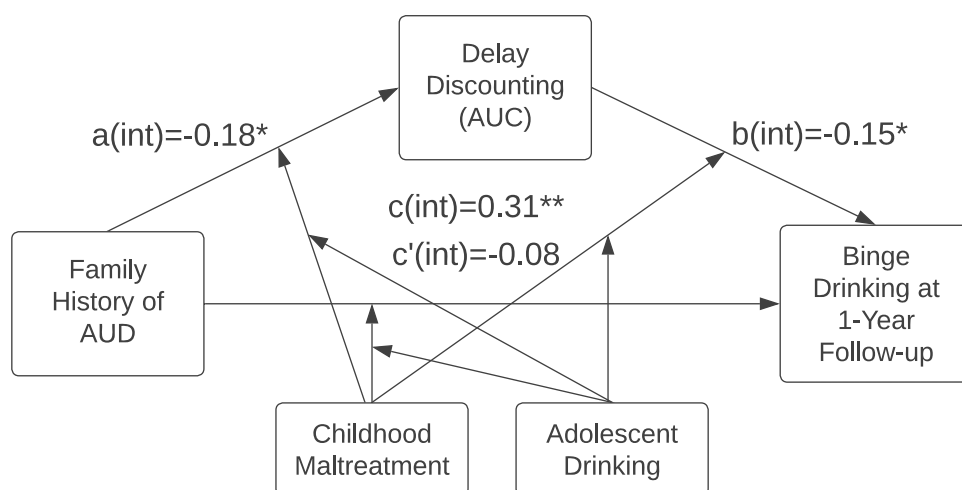 Delay
Discounting
(AUC)
a(int)=-0.18*
b(int)=-0.15*
c(int)=0.31**
c'(int)=-0.08
Family
History of
AUD
Binge
Drinking at
1-Year
Follow-up
Childhood
Maltreatment
Adolescent
Drinking